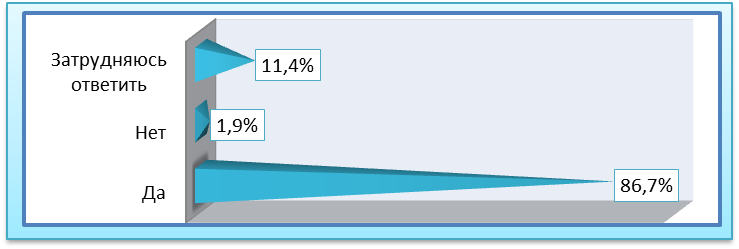 Затрудняюсь
ответить
11,4%
Нет
1,9%
Да
86,7%